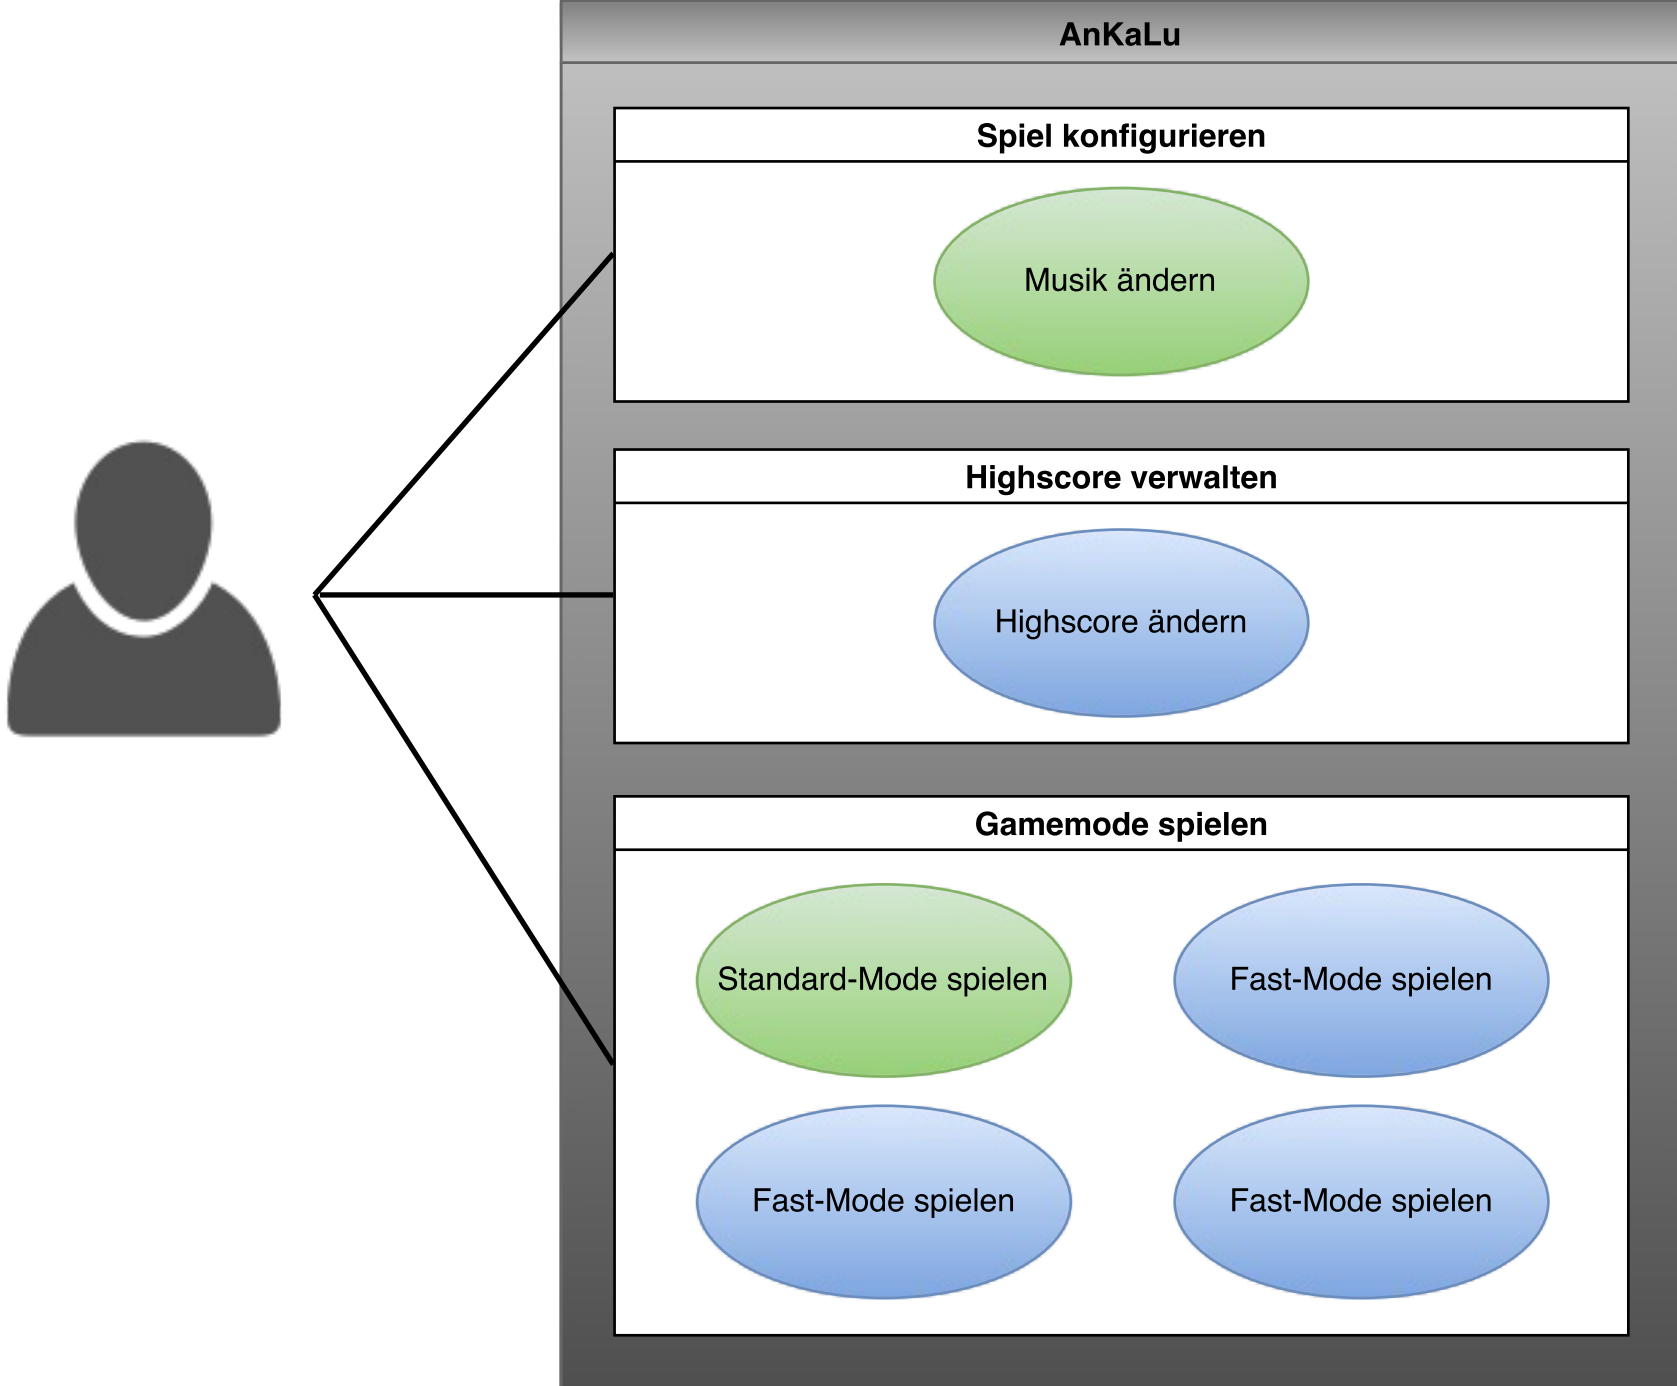 AnKaLu
Spiel konfigurieren
Musik ändern
Highscore verwalten
Highscore ändern
Gamemode spielen
Standard-Mode spielen
Fast-Mode spielen
Fast-Mode spielen
Fast-Mode spielen